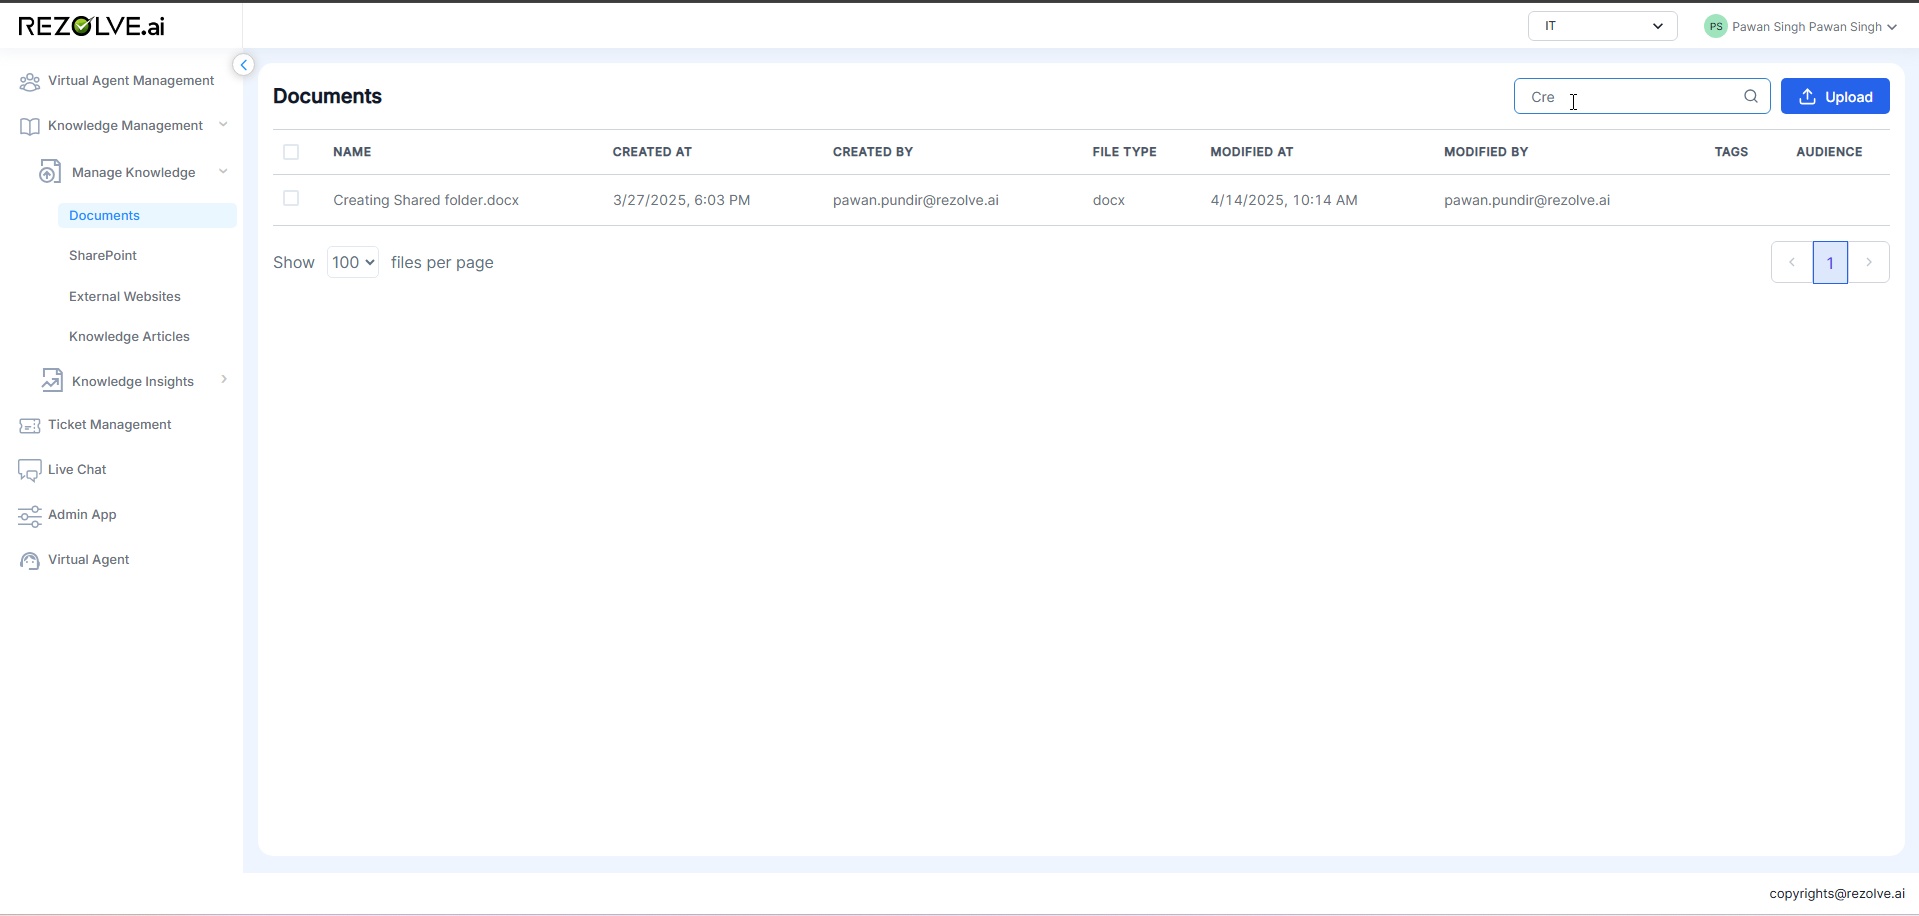 REZOLVE.ai
IT
PS Pawan Singh Pawan Singh
Virtual Agent Management
Knowledge Management
Manage Knowledge
Documents
SharePoint
External Websites
Knowledge Articles
Knowledge Insights
Ticket Management
Live Chat
Admin App
Virtual Agent
Documents
Cre
Upload
NAME CREATED AT CREATED BY FILE TYPE MODIFIED AT MODIFIED BY TAGS AUDIENCE
Creating Shared folder.docx 3/27/2025, 6:03 PM pawan.pundir@rezolve.ai docx 4/14/2025, 10:14 AM pawan.pundir@rezolve.ai
Show 100 files per page
1
copyrights@rezolve.ai